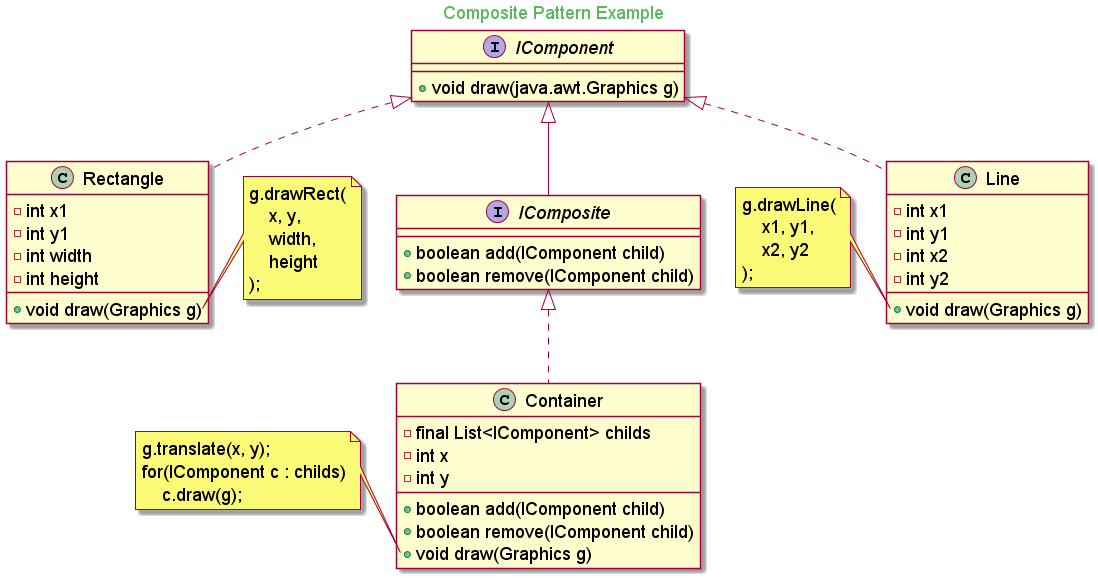 Composite Pattern Example
I IComponent
void draw(java.awt.Graphics g)
C Rectangle
int x1
int y1
int width
int height
void draw(Graphics g)
g.drawRect(
x, y,
width,
height
);
I IComposite
boolean add(IComponent child)
boolean remove(IComponent child)
g.drawLine(
x1, y1,
x2, y2
);
C Line
int x1
int y1
int x2
int y2
void draw(Graphics g)
g.translate(x, y);
for(IComponent c : childs)
c.draw(g);
C Container
final List<IComponent> childs
int x
int y
boolean add(IComponent child)
boolean remove(IComponent child)
void draw(Graphics g)